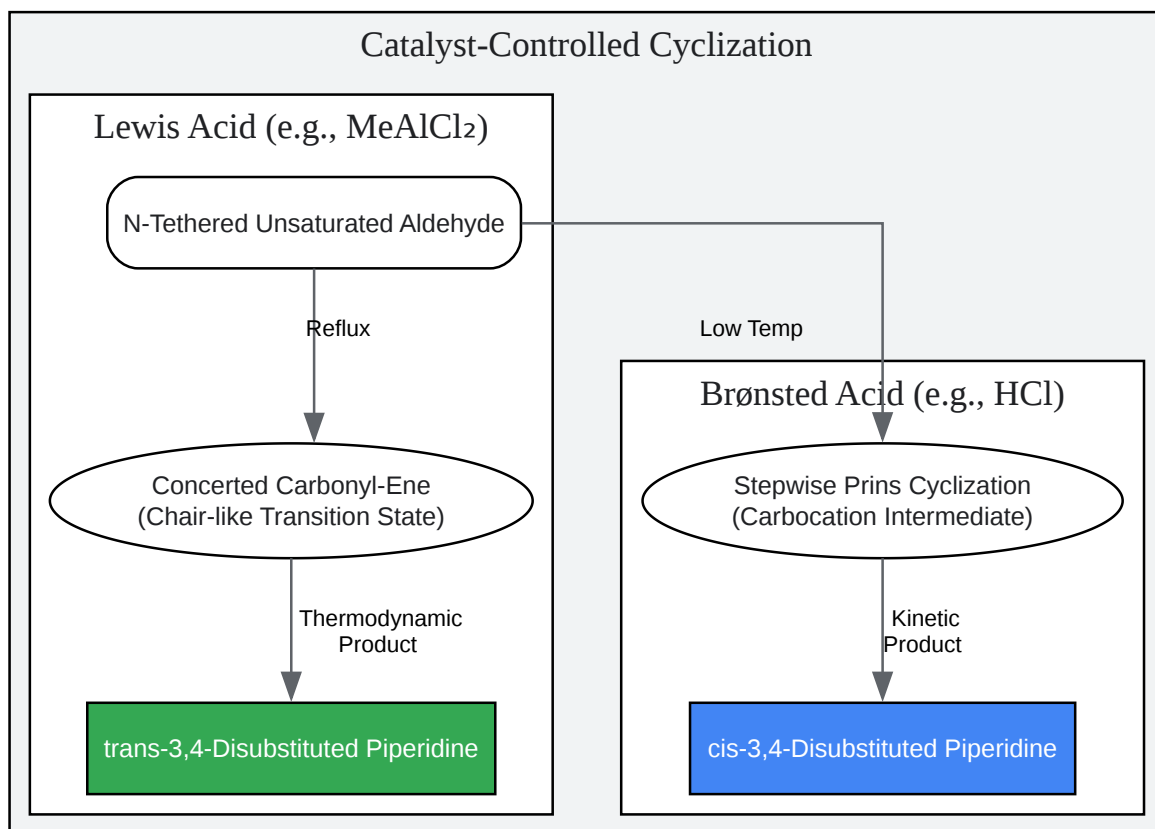 Catalyst-Controlled Cyclization
Lewis Acid (e.g., MeAlCl₂)
N-Tethered Unsaturated Aldehyde
Reflux
Low Temp
Brønsted Acid (e.g., HCl)
Concerted Carbonyl-Ene
(Chair-like Transition State)
Stepwise Prins Cyclization
(Carbocation Intermediate)
Thermodynamic
Product
Kinetic
Product
trans-3,4-Disubstituted Piperidine
cis-3,4-Disubstituted Piperidine